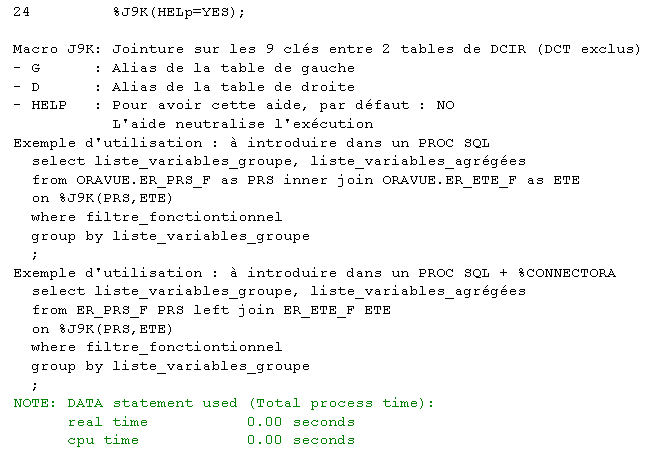 24         %J9K(HELp=YES);
Macro J9K: Jointure sur les 9 clés entre 2 tables de DCIR (DCT exclus)
- G      : Alias de la table de gauche
- D      : Alias de la table de droite
- HELP   : Pour avoir cette aide, par défaut : NO
           L'aide neutralise l'exécution
Exemple d'utilisation : à introduire dans un PROC SQL
  select liste_variables_groupe, liste_variables_agrégées
  from ORAVUE.ER_PRS_F as PRS inner join ORAVUE.ER_ETE_F as ETE
  on %J9K(PRS,ETE)
  where filtre_fonctiontionnel
  group by liste_variables_groupe
  ;
Exemple d'utilisation : à introduire dans un PROC SQL + %CONNECTORA
  select liste_variables_groupe, liste_variables_agrégées
  from ER_PRS_F PRS left join ER_ETE_F ETE
  on %J9K(PRS,ETE)
  where filtre_fonctiontionnel
  group by liste_variables_groupe
  ;
NOTE: DATA statement used (Total process time):
      real time           0.00 seconds
      cpu time            0.00 seconds